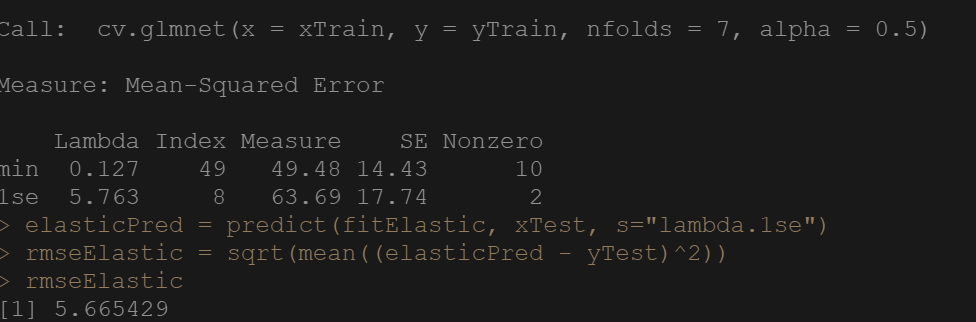 Call:  cv.glmnet(x = xTrain, y = yTrain, nfolds = 7, alpha = 0.5)
Measure: Mean-Squared Error
    Lambda Index Measure    SE Nonzero
min  0.127    49   49.48 14.43      10
1se  5.763     8   63.69 17.74       2
> elasticPred = predict(fitElastic, xTest, s="lambda.1se")
> rmseElastic = sqrt(mean((elasticPred - yTest)^2))
> rmseElastic
[1] 5.665429